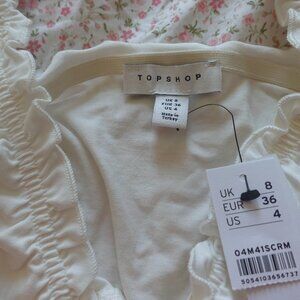 TOPSHOP
UK 8
EUR 36
US 4
Made in
Turkey
UK 8
EUR 36
US 4
04M41SCRM
5054103656737